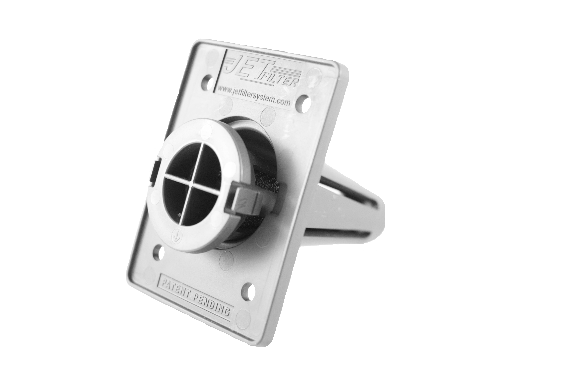 JET
FILTER
www.jetfiltersystem.com
PATENT PENDING